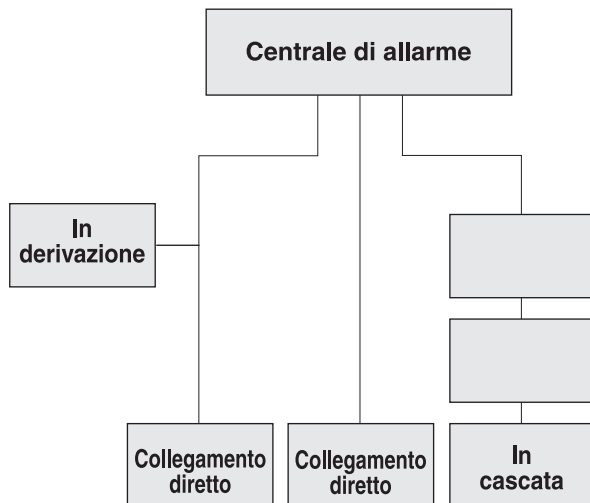 Centrale di allarme
In
derivazione
Collegamento
diretto
Collegamento
diretto
In
cascata